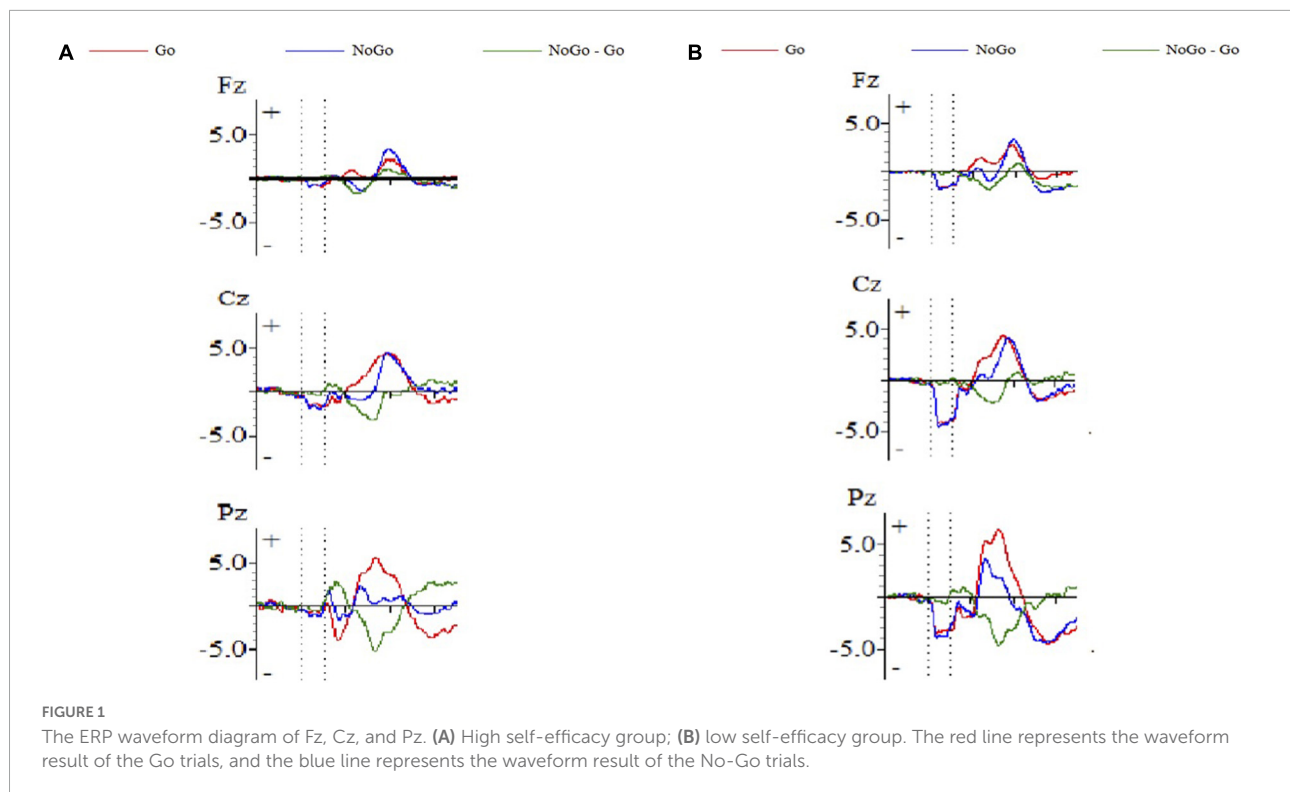 A Go NoGo NoGo - Go
Fz
+
5.0
-5.0
-
Cz
+
5.0
-5.0
-
Pz
+
5.0
-5.0
-
B Go NoGo NoGo - Go
Fz
+
5.0
-5.0
-
Cz
+
5.0
-5.0
-
Pz
+
5.0
-5.0
-
FIGURE 1
The ERP waveform diagram of Fz, Cz, and Pz. (A) High self-efficacy group; (B) low self-efficacy group. The red line represents the waveform
result of the Go trials, and the blue line represents the waveform result of the No-Go trials.